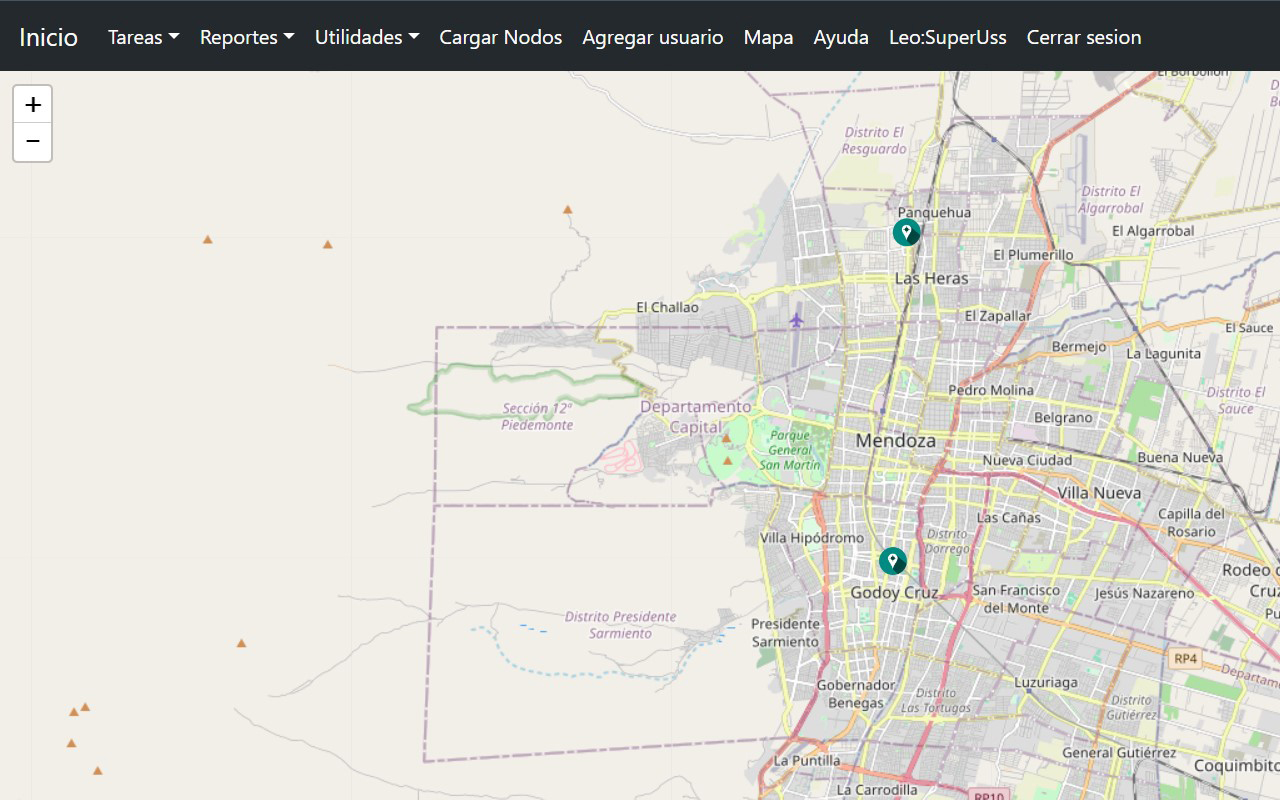 Inicio Tareas Reportes Utilidades Cargar Nodos Agregar usuario Mapa Ayuda Leo:SuperUss Cerrar sesion
+
−
El Borbollón
Distrito El
Resguardo
Distrito El
Algarrobal
Panquehua
El Algarrobal
El Plumerillo
Las Heras
El Challao
El Zapallar
El Sauce
Bermejo
La Lagunita
Pedro Molina
Distrito El
Sauce
Sección 12ª
Piedemonte
Departamento
Capital
Belgrano
Parque
General
San Martín
Mendoza
Nueva Ciudad
Buena Nueva
Villa Nueva
Las Cañas
Capilla del
Rosario
Villa Hipódromo
Distrito
Dorrego
Rodeo
Cruz
Godoy Cruz
San Francisco
del Monte
Jesús Nazareno
Distrito Presidente
Sarmiento
Presidente
Sarmiento
RP4
Departam
Gobernador
Benegas
Distrito
Las Tortugas
Luzuriaga
Distrito
Gutiérrez
General Gutiérrez
La Puntilla
Coquimbito
La Carrodilla
RP10